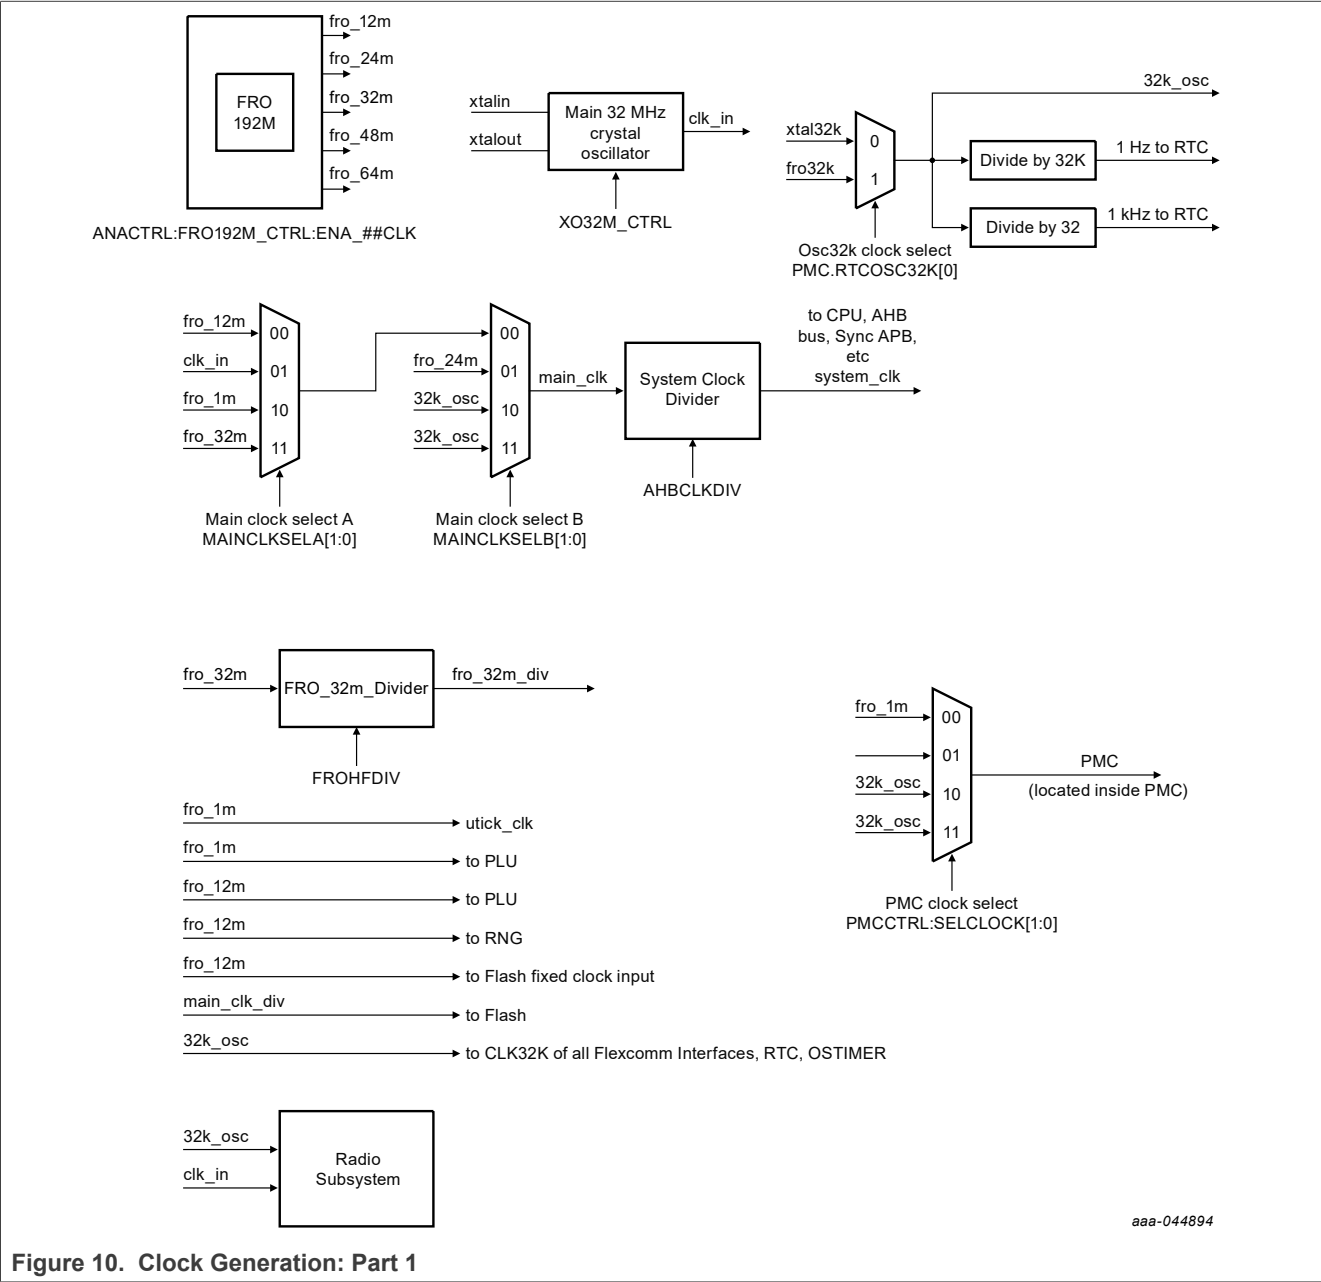 fro_12m
fro_24m
fro_32m
fro_48m
fro_64m
FRO
192M
ANACTRL:FRO192M_CTRL:ENA_##CLK
xtalin
xtalout
Main 32 MHz
crystal
oscillator
clk_in
XO32M_CTRL
xtal32k
fro32k
0
1
Osc32k clock select
PMC.RTCOSC32K[0]
32k_osc
Divide by 32K
1 Hz to RTC
Divide by 32
1 kHz to RTC
fro_12m
clk_in
fro_1m
fro_32m
00
01
10
11
Main clock select A
MAINCLKSELA[1:0]
fro_24m
32k_osc
32k_osc
00
01
10
11
Main clock select B
MAINCLKSELB[1:0]
main_clk
System Clock
Divider
AHBCLKDIV
to CPU, AHB
bus, Sync APB,
etc
system_clk
fro_32m
FRO_32m_Divider
fro_32m_div
FROHFDIV
fro_1m
utick_clk
fro_1m
to PLU
fro_12m
to PLU
fro_12m
to RNG
fro_12m
to Flash fixed clock input
main_clk_div
to Flash
32k_osc
to CLK32K of all Flexcomm Interfaces, RTC, OSTIMER
fro_1m
32k_osc
32k_osc
00
01
10
11
PMC
(located inside PMC)
PMC clock select
PMCCTRL:SELCLOCK[1:0]
32k_osc
clk_in
Radio
Subsystem
aaa-044894
Figure 10. Clock Generation: Part 1